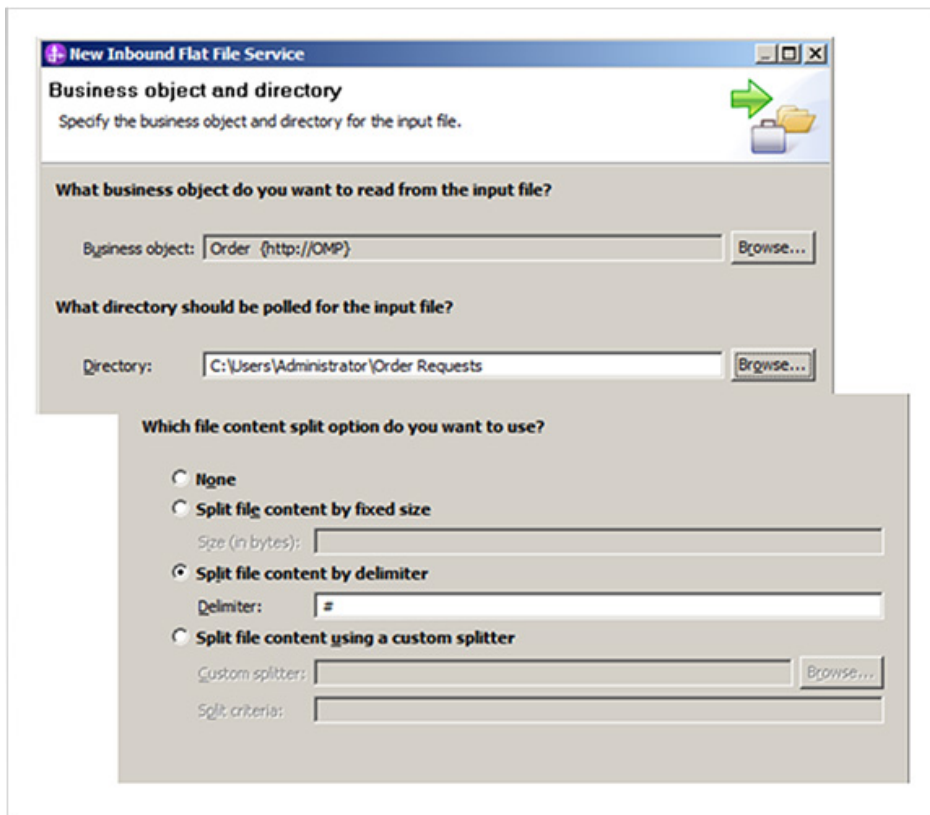 New Inbound Flat File Service
Business object and directory
Specify the business object and directory for the input file.
What business object do you want to read from the input file?
Business object: Order {http://OMP} Browse...
What directory should be polled for the input file?
Directory: C:\Users\Administrator\Order Requests Browse...
Which file content split option do you want to use?
None
Split file content by fixed size
Size (in bytes):
Split file content by delimiter
Delimiter: #
Split file content using a custom splitter
Custom splitter: Browse...
Split criteria: